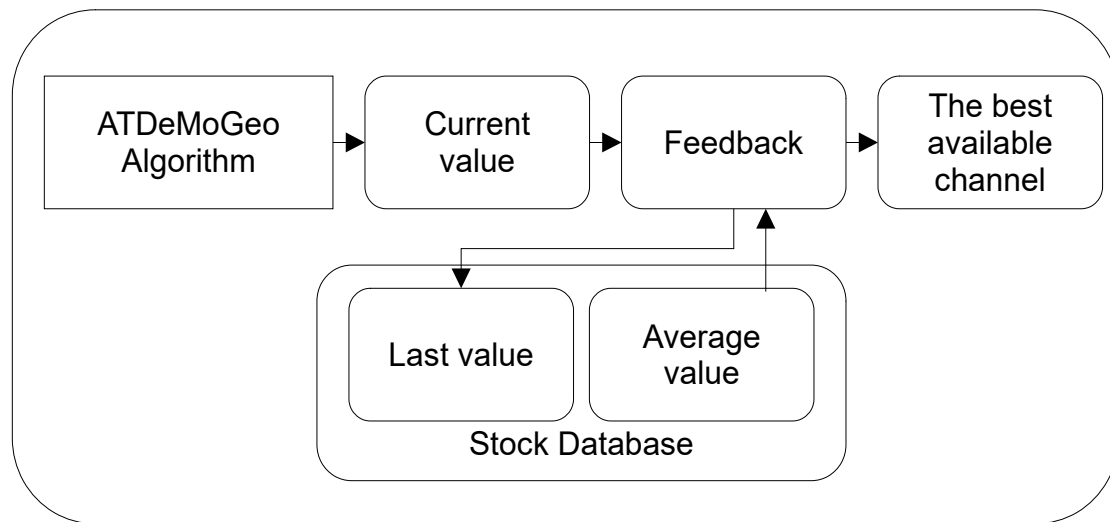 ATDeMoGeo
Algorithm
Current
value
Feedback
The best
available
channel
Last value
Average
value
Stock Database